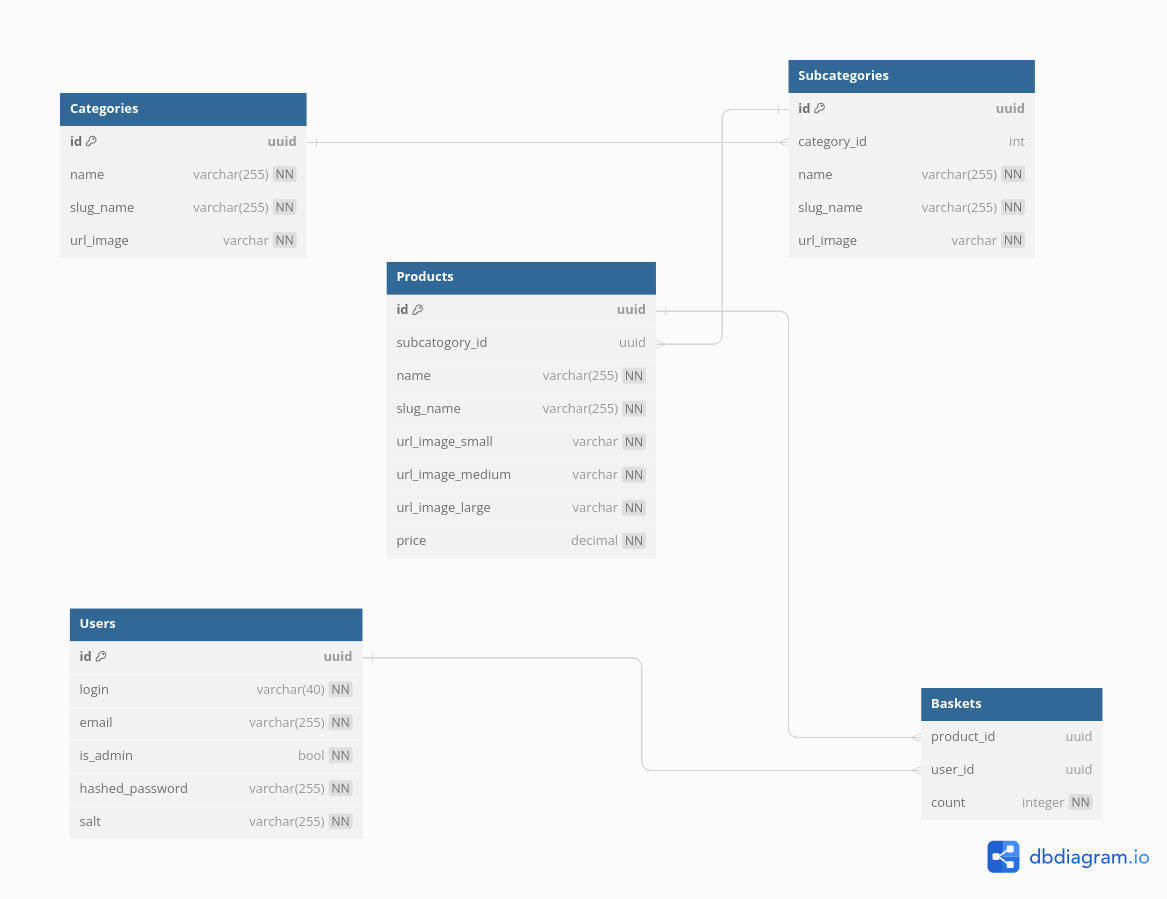 Categories
id uuid
name varchar(255) NN
slug_name varchar(255) NN
url_image varchar NN
Subcategories
id uuid
category_id int
name varchar(255) NN
slug_name varchar(255) NN
url_image varchar NN
Products
id uuid
subcatogory_id uuid
name varchar(255) NN
slug_name varchar(255) NN
url_image_small varchar NN
url_image_medium varchar NN
url_image_large varchar NN
price decimal NN
Users
id uuid
login varchar(40) NN
email varchar(255) NN
is_admin bool NN
hashed_password varchar(255) NN
salt varchar(255) NN
Baskets
product_id uuid
user_id uuid
count integer NN
dbdiagram.io